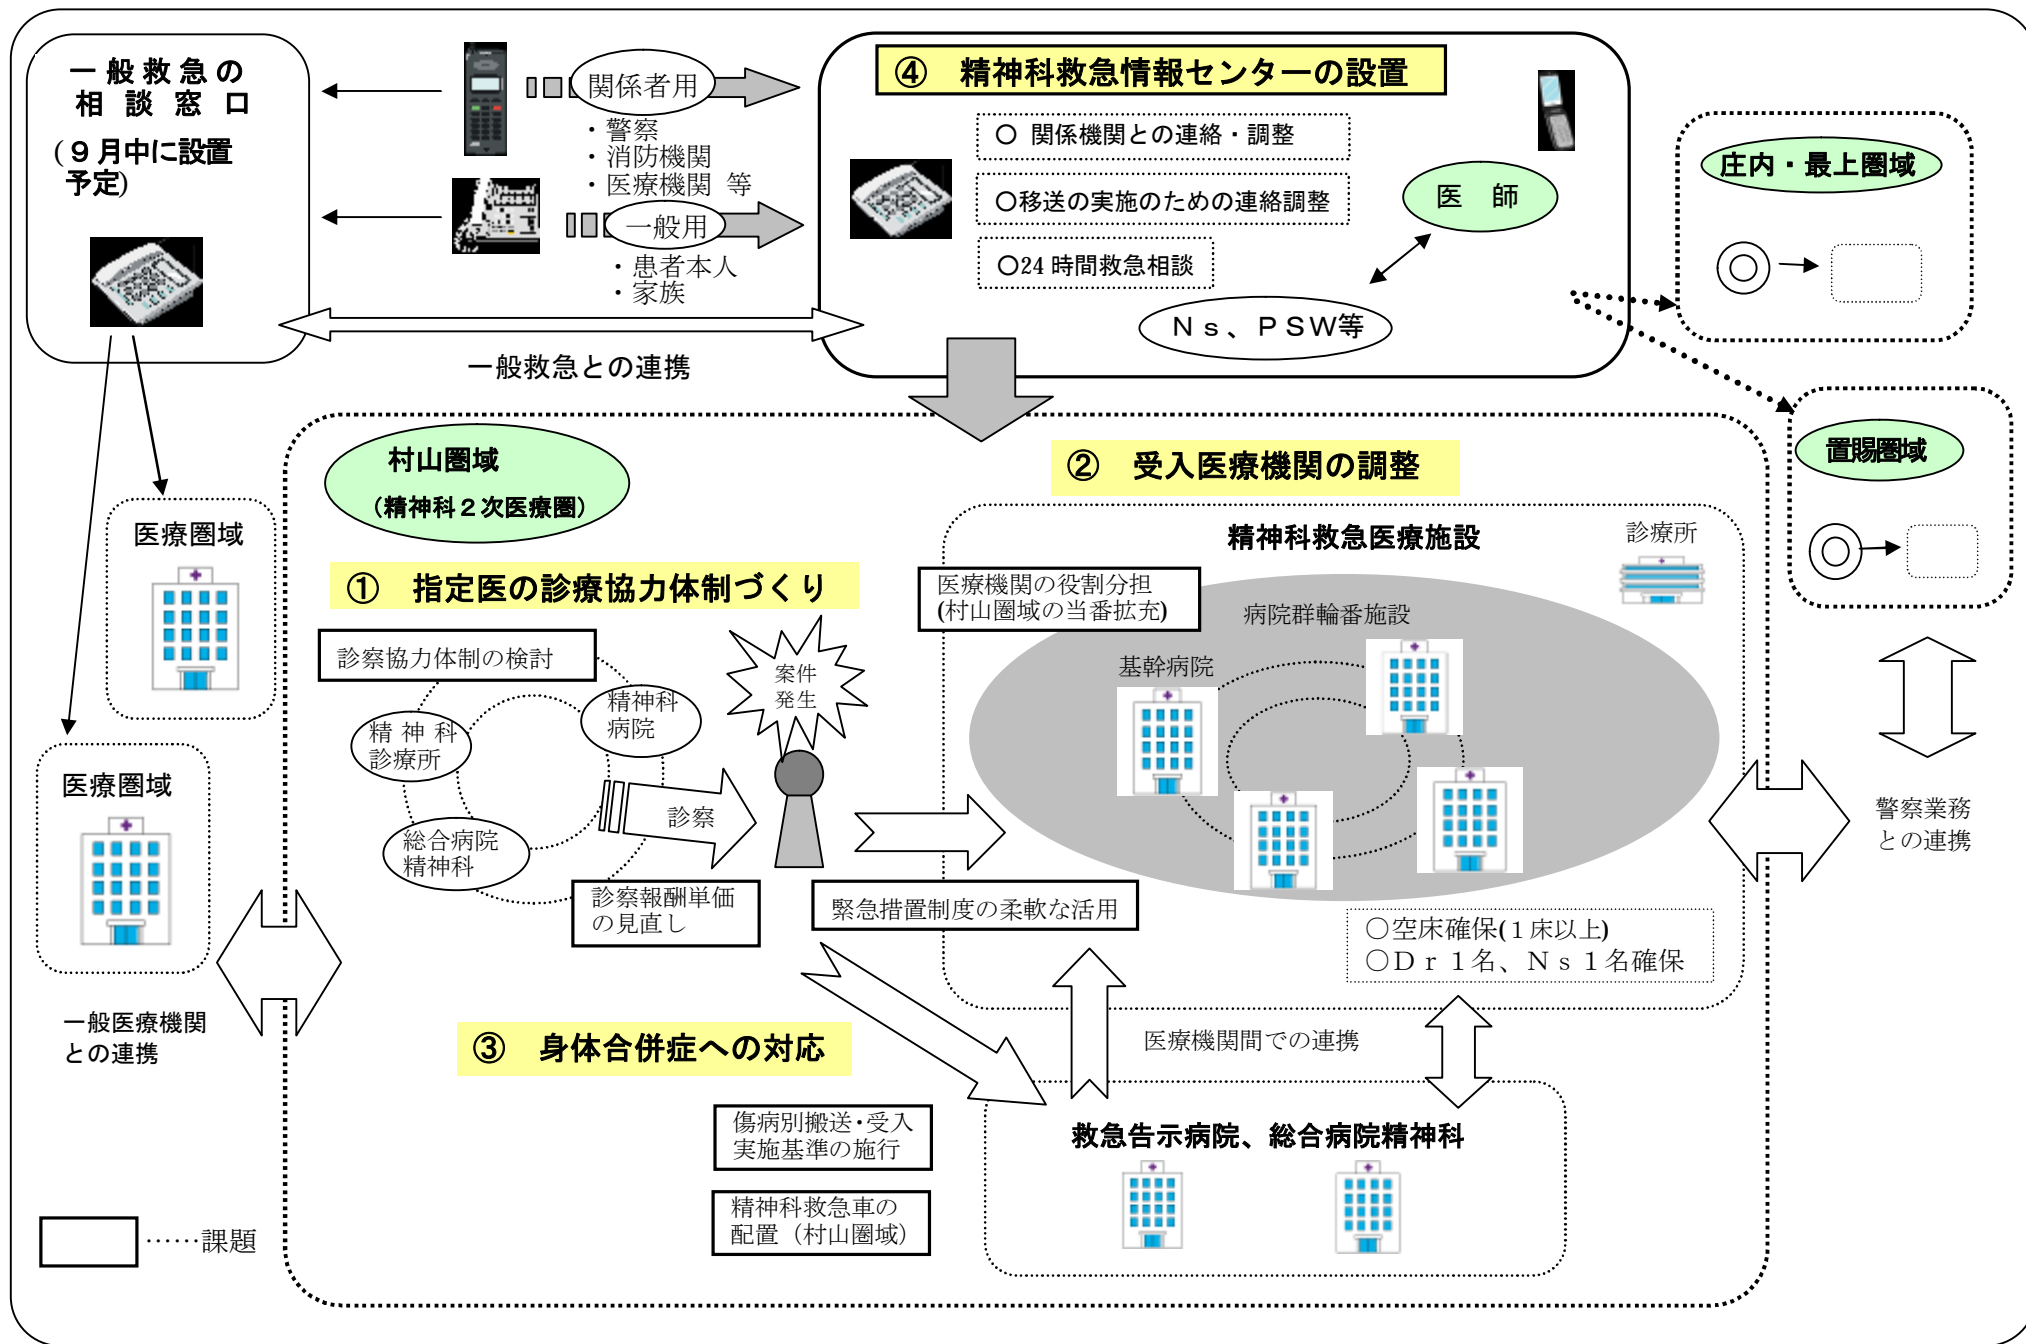 一般救急の
相談窓口
(９月中に設置
予定)
関係者用
・警察
・消防機関
・医療機関 等
一般用
・患者本人
・家族
一般救急との連携
④　精神科救急情報センターの設置
○ 関係機関との連絡・調整
○移送の実施のための連絡調整
○24 時間救急相談
医　師
Ｎｓ、ＰＳＷ等
庄内・最上圏域
置賜圏域
警察業務
との連携
医療圏域
医療圏域
一般医療機関
との連携
村山圏域
（精神科２次医療圏）
①　指定医の診療協力体制づくり
診察協力体制の検討
精神科
病院
精 神 科
診療所
総合病院
精神科
診察
案件
発生
診察報酬単価
の見直し
②　受入医療機関の調整
精神科救急医療施設
診療所
医療機関の役割分担
(村山圏域の当番拡充)
病院群輪番施設
基幹病院
緊急措置制度の柔軟な活用
○空床確保(１床以上)
○Ｄｒ１名、Ｎｓ１名確保
医療機関間での連携
③　身体合併症への対応
傷病別搬送・受入
実施基準の施行
精神科救急車の
配置（村山圏域）
救急告示病院、総合病院精神科
……課題